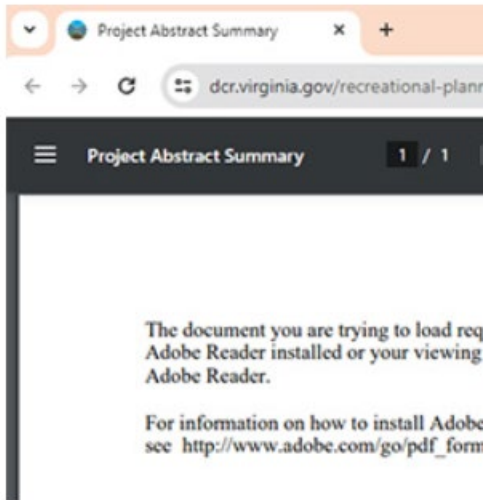 Project Abstract Summary
dcr.virginia.gov/recreational-plann
Project Abstract Summary 1 / 1
The document you are trying to load req
Adobe Reader installed or your viewing
Adobe Reader.
For information on how to install Adobe
see http://www.adobe.com/go/pdf_form